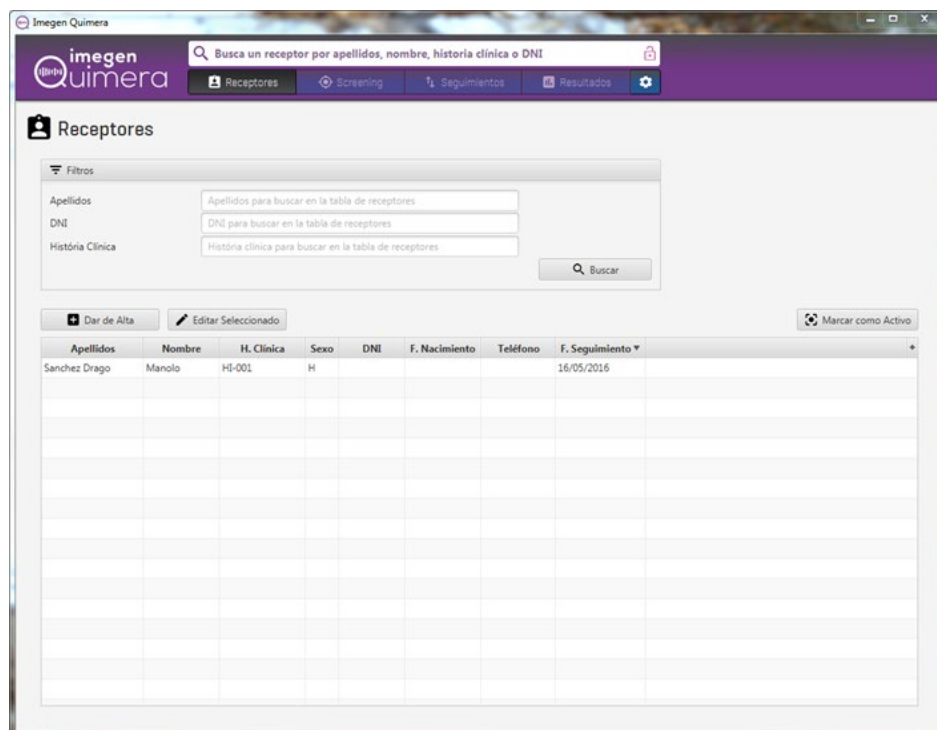 Imegen Quimera
imegen
Quimera
Busca un receptor por apellidos, nombre, historia clínica o DNI
Receptores Screening Seguimientos Resultados
Receptores
Filtros
Apellidos Apellidos para buscar en la tabla de receptores
DNI DNI para buscar en la tabla de receptores
História Clínica Historia clínica para buscar en la tabla de receptores
Buscar
Dar de Alta Editar Seleccionado Marcar como Activo
Apellidos Nombre H. Clínica Sexo DNI F. Nacimiento Teléfono F. Seguimiento
Sanchez Drago Manolo HI-001 H 16/05/2016